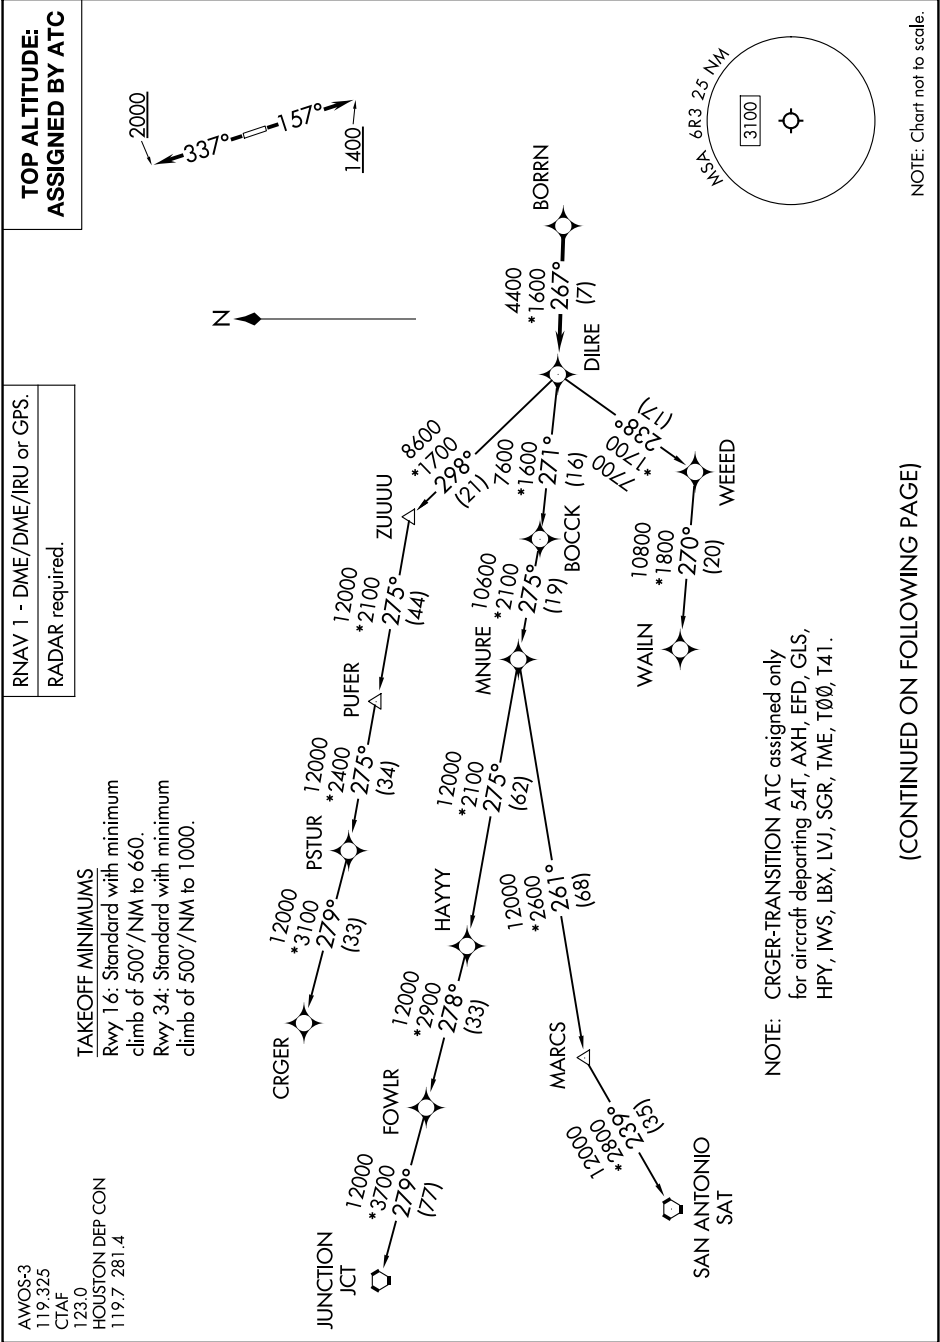 AWOS-3
119.325
CTAF
123.0
HOUSTON DEP CON
119.7 281.4
RNAV 1 - DME/DME/IRU or GPS.
RADAR required.
TOP ALTITUDE:
ASSIGNED BY ATC
TAKEOFF MINIMUMS
Rwy 16: Standard with minimum
climb of 500'/NM to 660.
Rwy 34: Standard with minimum
climb of 500'/NM to 1000.
2000
337°
157°
1400
N
CRGER
12000
*3100
279°
(33)
PSTUR
12000
*2400
275°
(34)
PUFER
12000
*2100
275°
(44)
ZUUUU
8600
*1700
298°
(21)
JUNCTION
JCT
12000
*3700
279°
(77)
FOWLR
12000
*2900
278°
(33)
HAYYY
12000
*2100
275°
(62)
MNURE
10600
*2100
275°
(19)
BOCCK
7600
*1600
271°
(16)
DILRE
4400
*1600
267°
(7)
BORRN
SAN ANTONIO
SAT
12000
*2800
239°
(35)
MARCS
12000
*2600
261°
(68)
WAILN
10800
*1800
270°
(20)
WEEED
7700
*1700
238°
(17)
MSA 6R3 25 NM
3100
NOTE: CRGER-TRANSITION ATC assigned only
for aircraft departing 54T, AXH, EFD, GLS,
HPY, IWS, LBX, LVJ, SGR, TME, TØØ, T41.
NOTE: Chart not to scale.
(CONTINUED ON FOLLOWING PAGE)